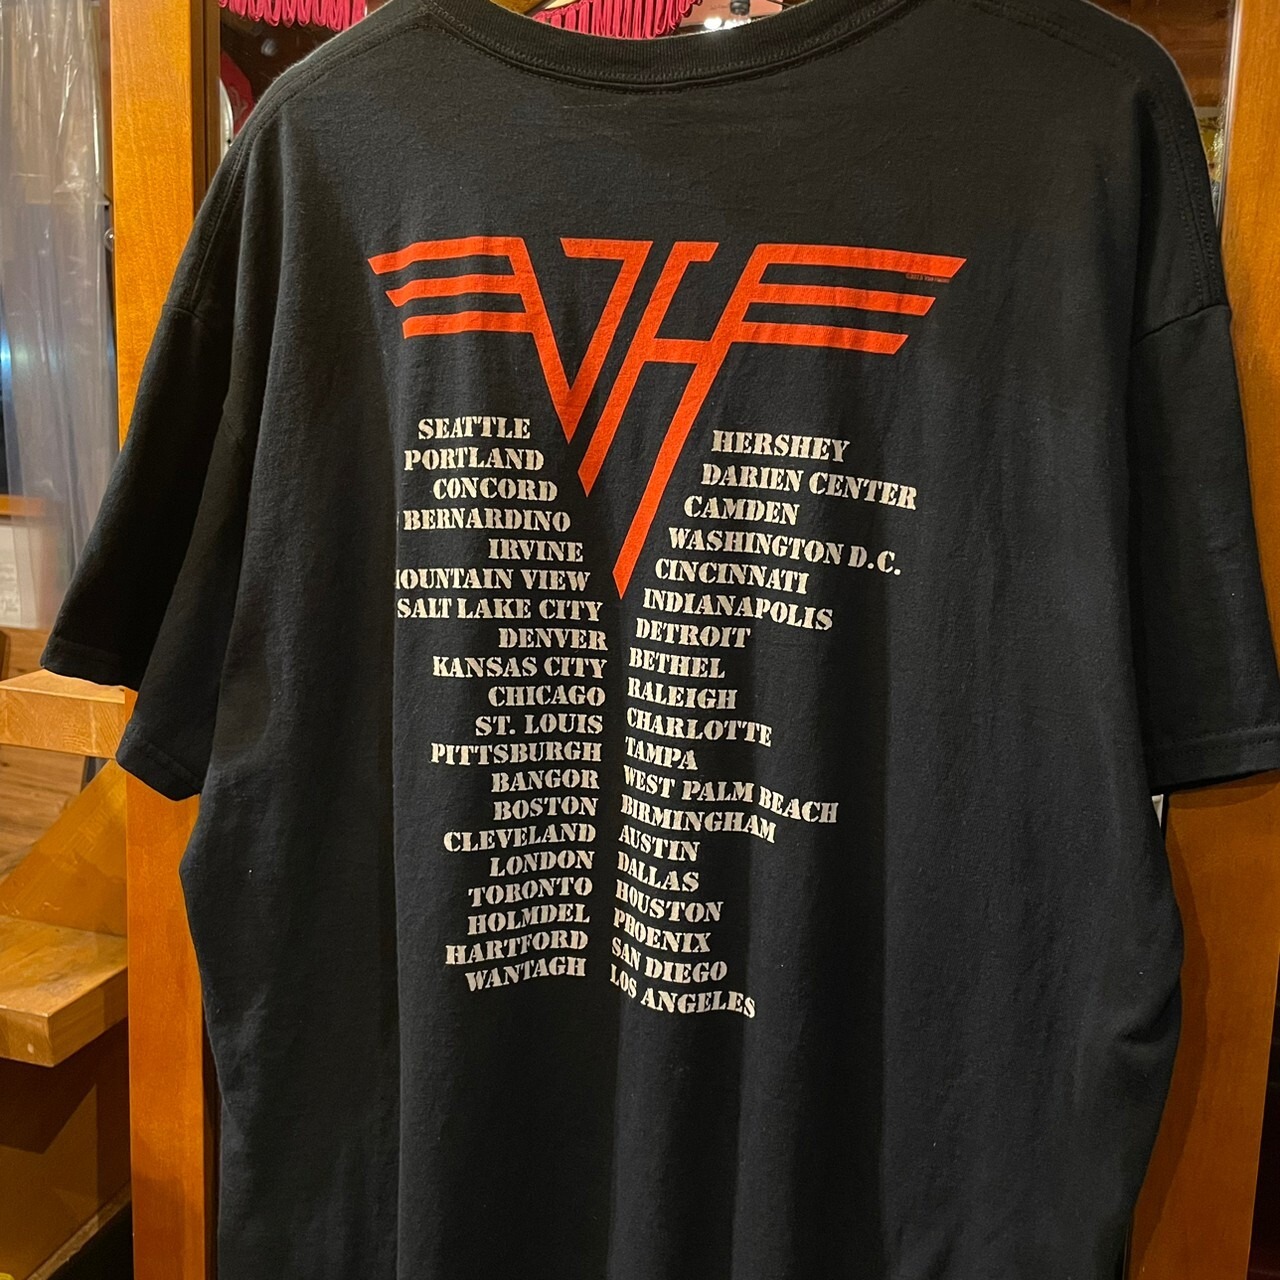 VH
SEATTLE
PORTLAND
CONCORD
BERNARDINO
IRVINE
OUNTAIN VIEW
SALT LAKE CITY
DENVER
KANSAS CITY
CHICAGO
ST. LOUIS
PITTSBURGH
BANGOR
BOSTON
CLEVELAND
LONDON
TORONTO
HOLMDEL
HARTFORD
WANTAGH
HERSHEY
DARIEN CENTER
CAMDEN
WASHINGTON D.C.
CINCINNATI
INDIANAPOLIS
DETROIT
BETHEL
RALEIGH
CHARLOTTE
TAMPA
WEST PALM BEACH
BIRMINGHAM
AUSTIN
DALLAS
HOUSTON
PHOENIX
SAN DIEGO
LOS ANGELES